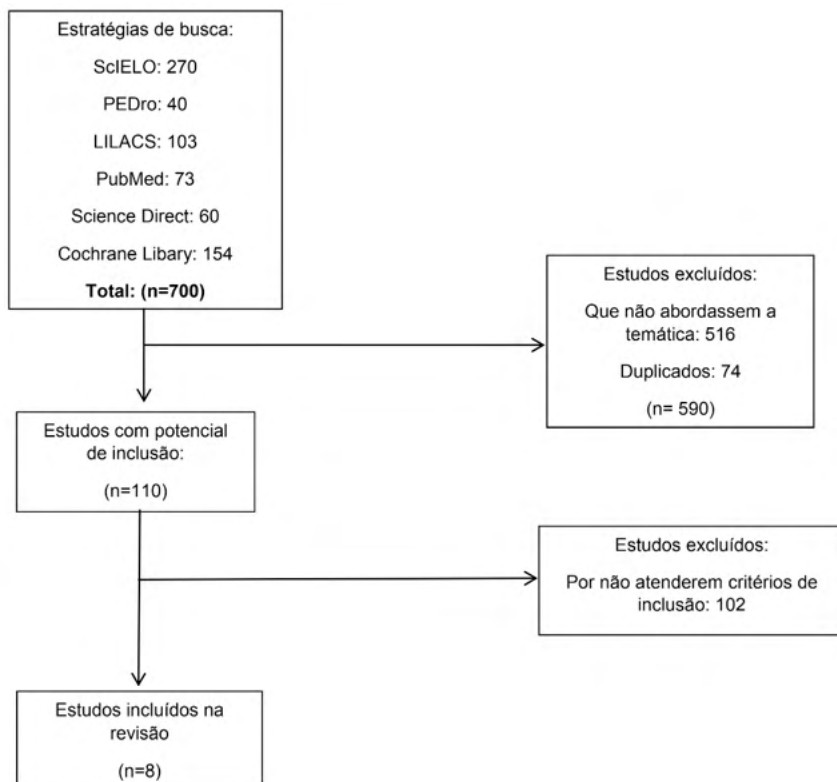 Estratégias de busca:
ScIELO: 270
PEDro: 40
LILACS: 103
PubMed: 73
Science Direct: 60
Cochrane Libary: 154
Total: (n=700)
Estudos excluídos:
Que não abordassem a
temática: 516
Duplicados: 74
(n= 590)
Estudos com potencial
de inclusão:
(n=110)
Estudos excluídos:
Por não atenderem critérios de
inclusão: 102
Estudos incluídos na
revisão
(n=8)